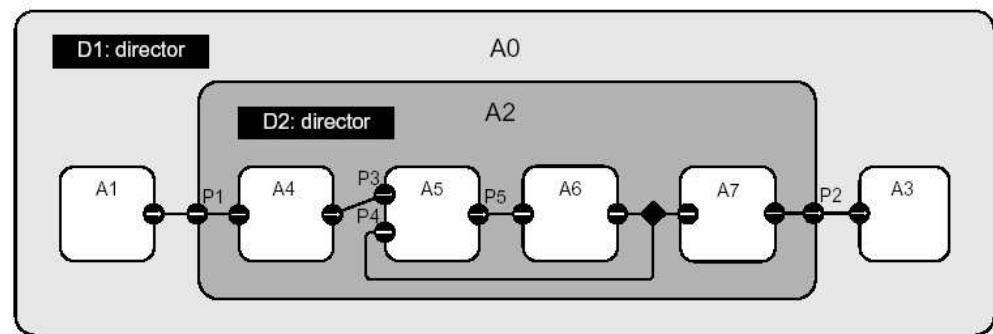 D1: director
A0
D2: director
A2
A1
P1
A4
P3
P4
A5
P5
A6
A7
P2
A3